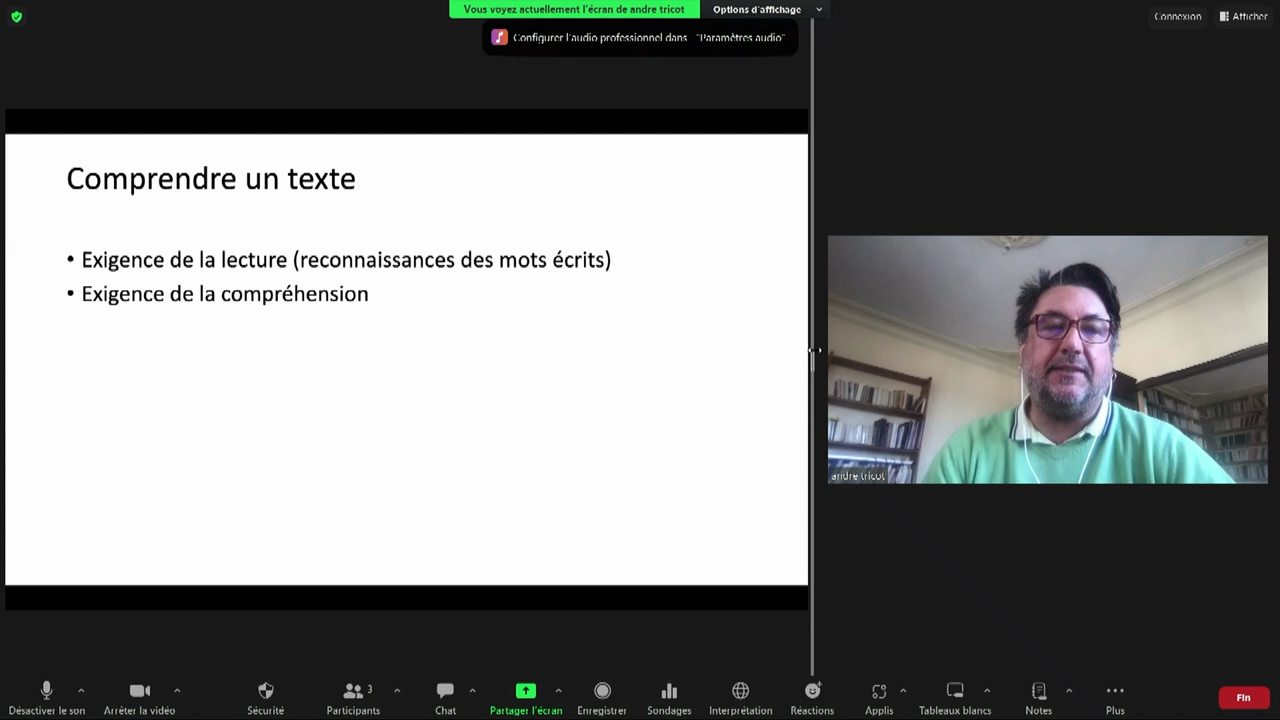 Vous voyez actuellement l'écran de andre tricot
Options d'affichage
Configurer l'audio professionnel dans "Paramètres audio"
Connexion
Afficher
Comprendre un texte
• Exigence de la lecture (reconnaissances des mots écrits)
• Exigence de la compréhension
andre tricot
Désactiver le son
Arrêter la vidéo
Sécurité
Participants
3
Chat
Partager l'écran
Enregistrer
Sondages
Interprétation
Réactions
Applis
Tableaux blancs
Notes
Plus
Fin